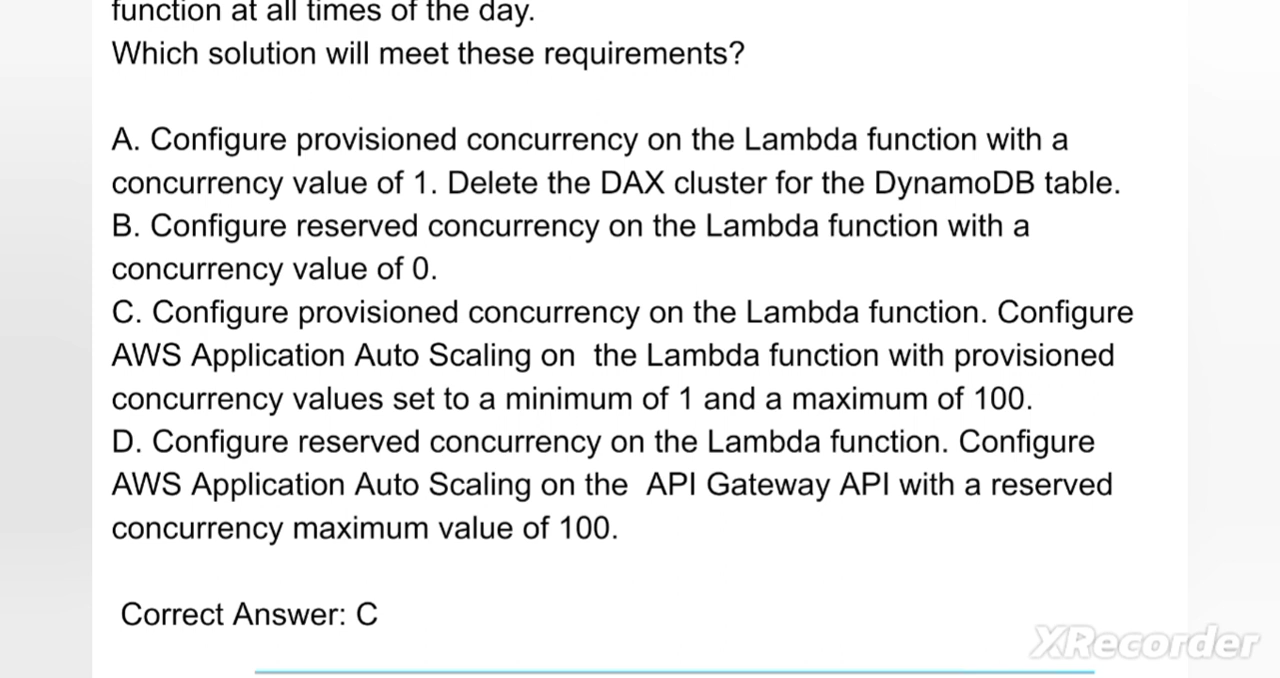 function at all times of the day.
Which solution will meet these requirements?
A. Configure provisioned concurrency on the Lambda function with a
concurrency value of 1. Delete the DAX cluster for the DynamoDB table.
B. Configure reserved concurrency on the Lambda function with a
concurrency value of 0.
C. Configure provisioned concurrency on the Lambda function. Configure
AWS Application Auto Scaling on  the Lambda function with provisioned
concurrency values set to a minimum of 1 and a maximum of 100.
D. Configure reserved concurrency on the Lambda function. Configure
AWS Application Auto Scaling on the  API Gateway API with a reserved
concurrency maximum value of 100.
Correct Answer: C
XRecorder